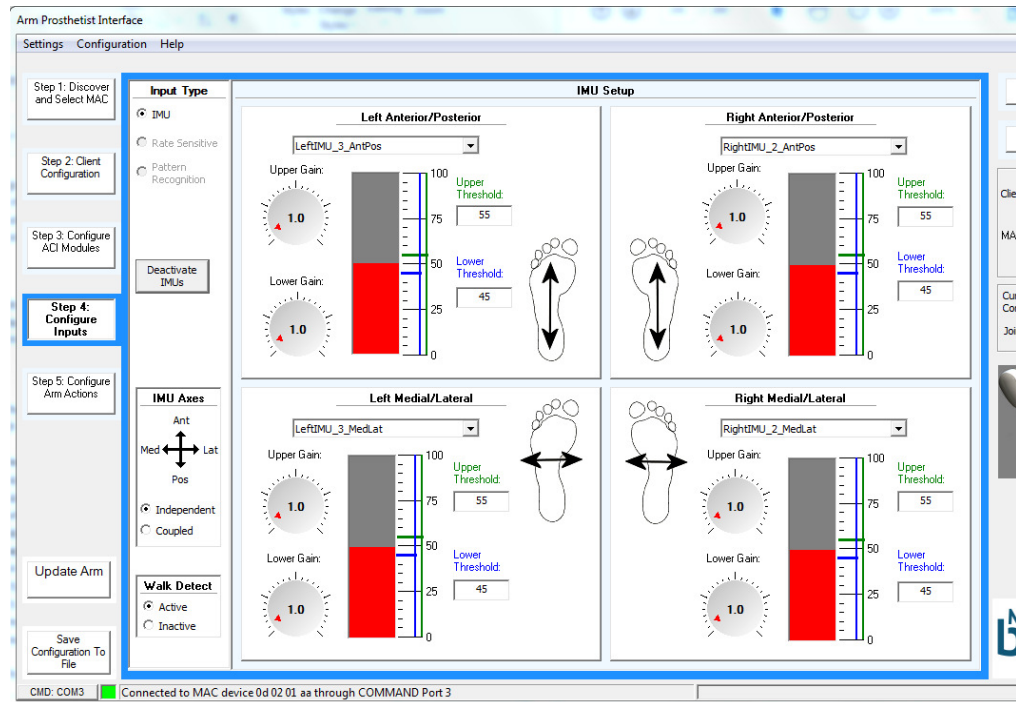 Arm Prosthetist Interface
Settings Configuration Help
Step 1: Discover
and Select MAC
Step 2: Client
Configuration
Step 3: Configure
ACI Modules
Step 4:
Configure
Inputs
Step 5: Configure
Arm Actions
Update Arm
Save
Configuration To
File
Input Type
IMU
Rate Sensitive
Pattern
Recognition
Deactivate
IMUs
IMU Axes
Ant
Med Lat
Pos
Independent
Coupled
Walk Detect
Active
Inactive
IMU Setup
Left Anterior/Posterior
LeftIMU_3_AntPos
Upper Gain:
1.0
Lower Gain:
1.0
100
75
50
25
0
Upper
Threshold:
55
Lower
Threshold:
45
Right Anterior/Posterior
RightIMU_2_AntPos
Upper Gain:
1.0
Lower Gain:
1.0
100
75
50
25
0
Upper
Threshold:
55
Lower
Threshold:
45
Left Medial/Lateral
LeftIMU_3_MedLat
Upper Gain:
1.0
Lower Gain:
1.0
100
75
50
25
0
Upper
Threshold:
55
Lower
Threshold:
45
Right Medial/Lateral
RightIMU_2_MedLat
Upper Gain:
1.0
Lower Gain:
1.0
100
75
50
25
0
Upper
Threshold:
55
Lower
Threshold:
45
CMD: COM3 Connected to MAC device 0d 02 01 aa through COMMAND Port 3